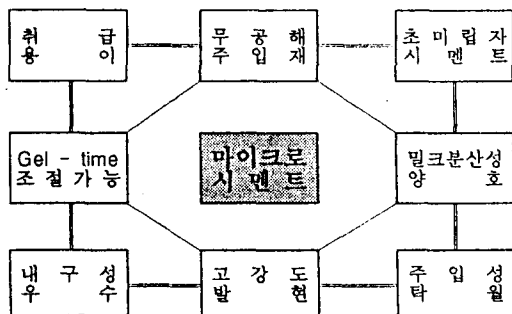 취 급
용 이
무 공 해
주 입 재
초 미 립 자
시 멘 트
Gel - time
조 절 가 능
마이크로
시 멘 트
밀크분산성
양 호
내 구 성
우 수
고 강 도
발 현
주 입 성
탁 월